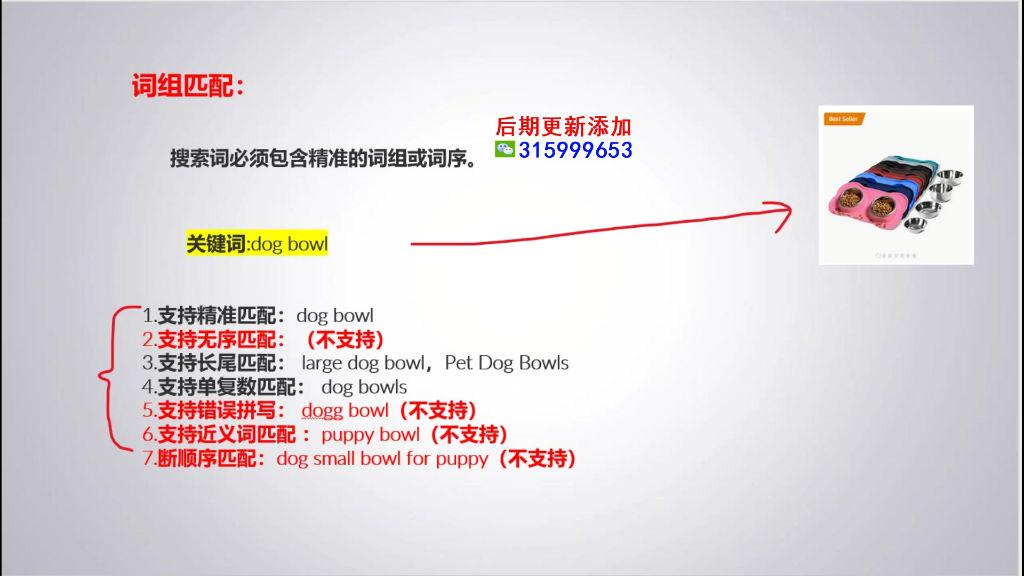 词组匹配：
后期更新添加
315999653
搜索词必须包含精准的词组或词序。
Best Seller
关键词:dog bowl
1.支持精准匹配： dog bowl
2.支持无序匹配： （不支持）
3.支持长尾匹配： large dog bowl，Pet Dog Bowls
4.支持单复数匹配： dog bowls
5.支持错误拼写： dogg bowl（不支持）
6.支持近义词匹配 ：puppy bowl（不支持）
7.断顺序匹配：dog small bowl for puppy（不支持）